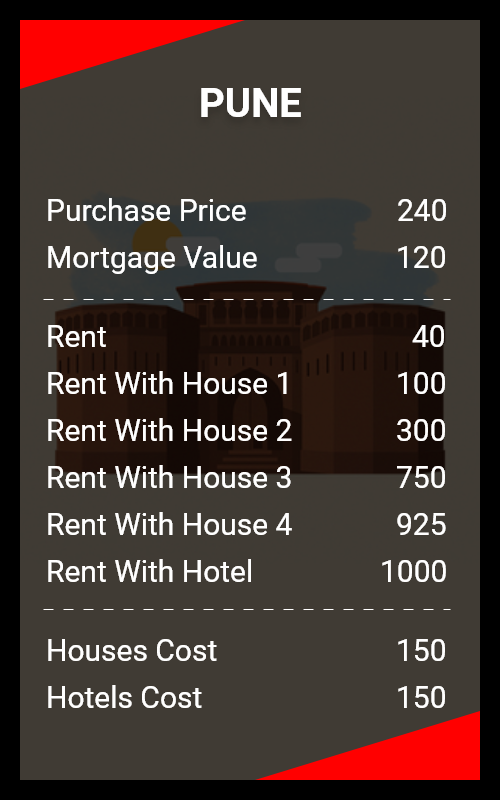 PUNE
Purchase Price 240
Mortgage Value 120
Rent 40
Rent With House 1 100
Rent With House 2 300
Rent With House 3 750
Rent With House 4 925
Rent With Hotel 1000
Houses Cost 150
Hotels Cost 150